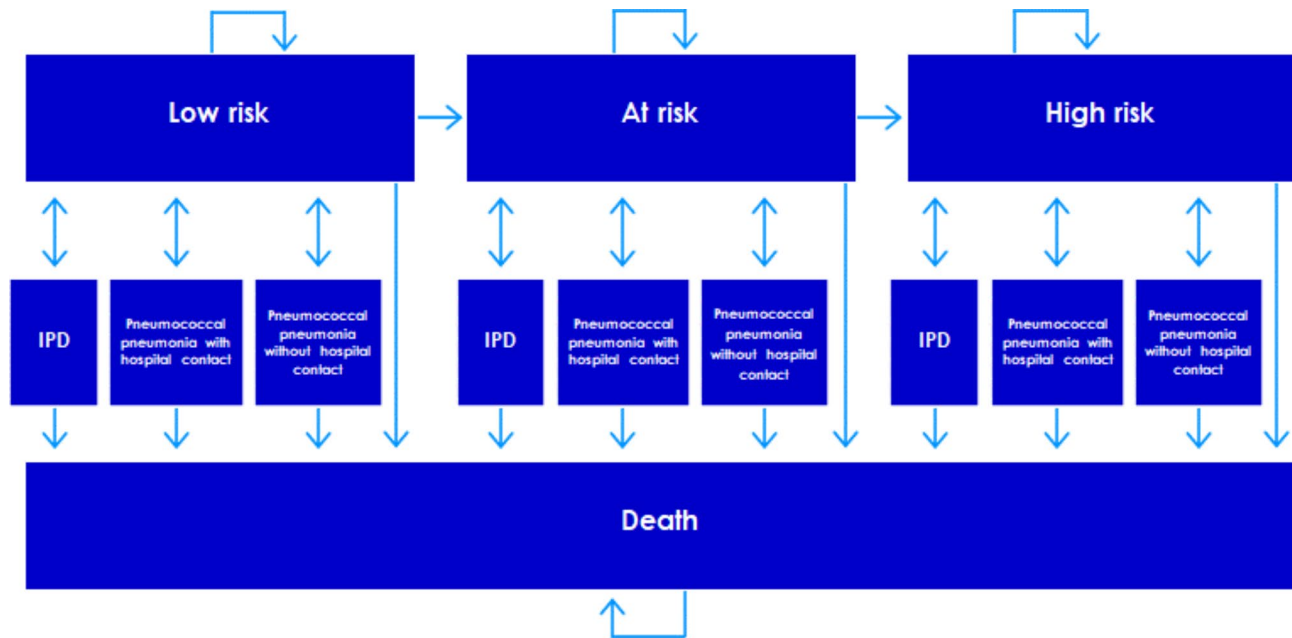 Low risk
At risk
High risk
IPD
Pneumococcal
pneumonia with
hospital contact
Pneumococcal
pneumonia
without hospital
contact
IPD
Pneumococcal
pneumonia with
hospital contact
Pneumococcal
pneumonia
without hospital
contact
IPD
Pneumococcal
pneumonia with
hospital contact
Pneumococcal
pneumonia
without hospital
contact
Death